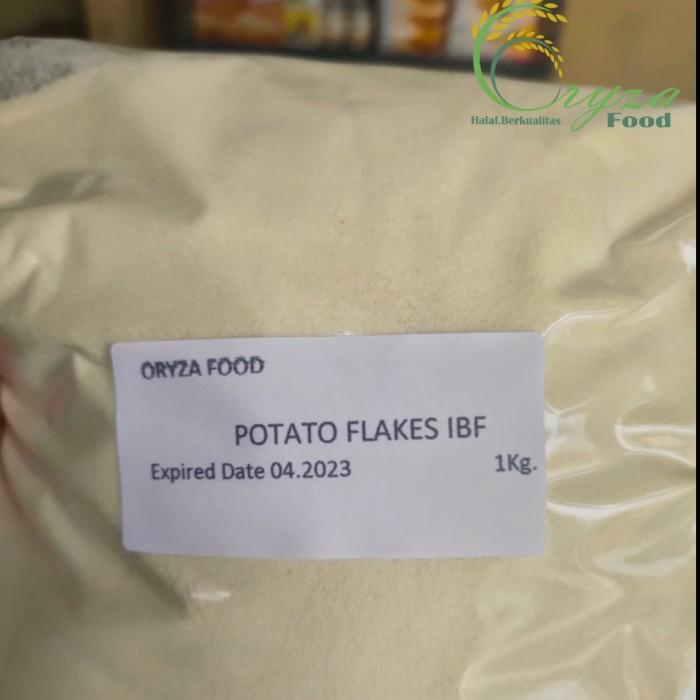 Oryza
Halal.Berkualitas Food
ORYZA FOOD
POTATO FLAKES IBF
Expired Date 04.2023 1Kg.